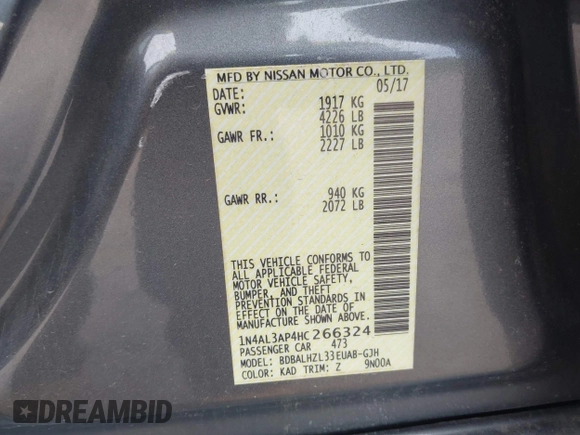 MFD BY NISSAN MOTOR CO., LTD.
DATE: 05/17
GVWR: 1917 KG
4226 LB
GAWR FR.: 1010 KG
2227 LB
GAWR RR.: 940 KG
2072 LB
THIS VEHICLE CONFORMS TO
ALL APPLICABLE FEDERAL
MOTOR VEHICLE SAFETY,
BUMPER, AND THEFT
PREVENTION STANDARDS IN
EFFECT ON THE DATE OF
MANUFACTURE SHOWN ABOVE.
1N4AL3AP4HC266324
PASSENGER CAR 473
MODEL: BDBALHZL33EUAB-GJH
COLOR: KAD TRIM: Z 9N00A
© BIDHISTORY